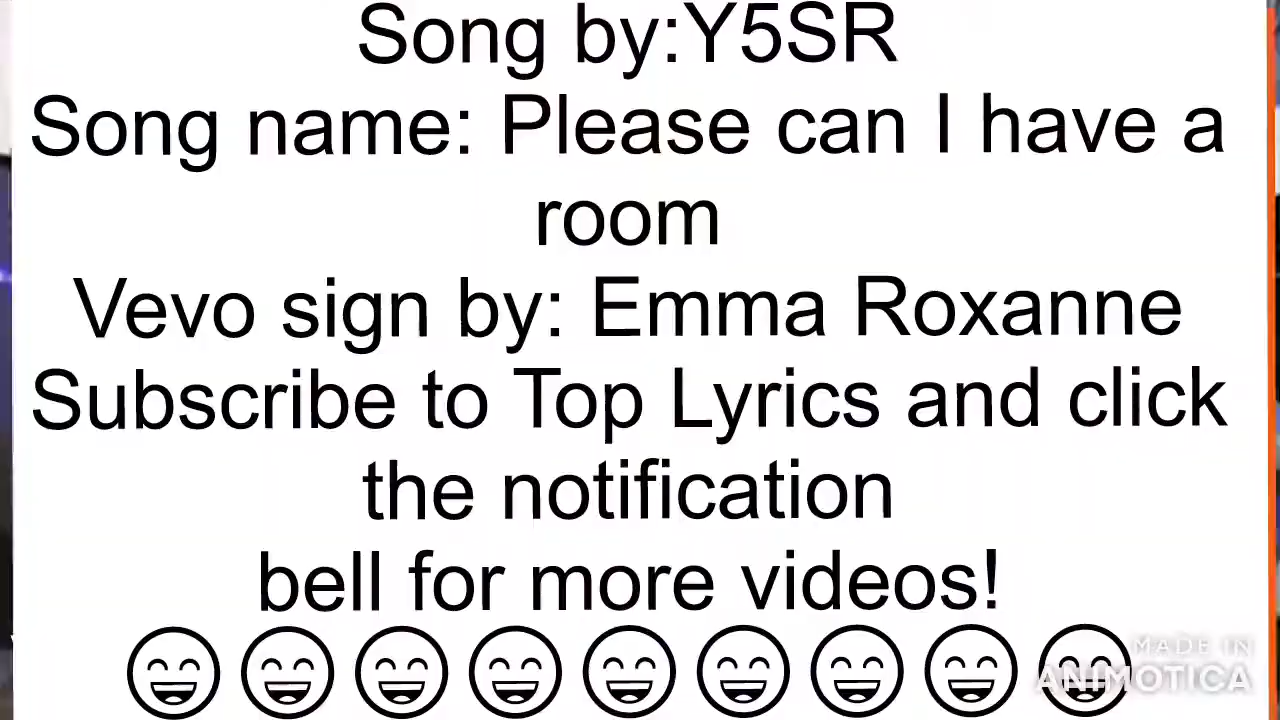 Song by:Y5SR
Song name: Please can I have a
room
Vevo sign by: Emma Roxanne
Subscribe to Top Lyrics and click
the notification
bell for more videos!
MADE IN
ANIMOTICA